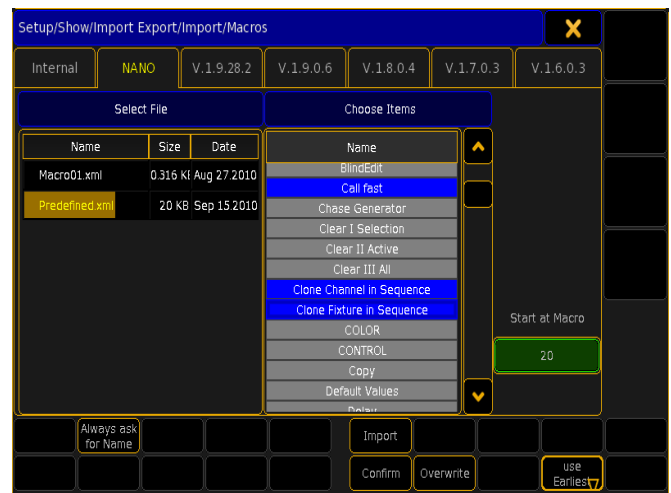 Setup/Show/Import Export/Import/Macros
X
Internal NANO V.1.9.28.2 V.1.9.0.6 V.1.8.0.4 V.1.7.0.3 V.1.6.0.3
Select File Choose Items
Name Size Date Name
BlindEdit
Macro01.xml 0.316 KB Aug 27.2010
Call fast
Predefined.xml 20 KB Sep 15.2010
Chase Generator
Clear I Selection
Clear II Active
Clear III All
Clone Channel in Sequence
Clone Fixture in Sequence
Start at Macro
COLOR
CONTROL
20
Copy
Default Values
Delay
Always ask
for Name
Import
Confirm Overwrite
use
Earliest